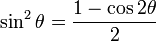 sin² θ = (1 − cos 2θ) / 2